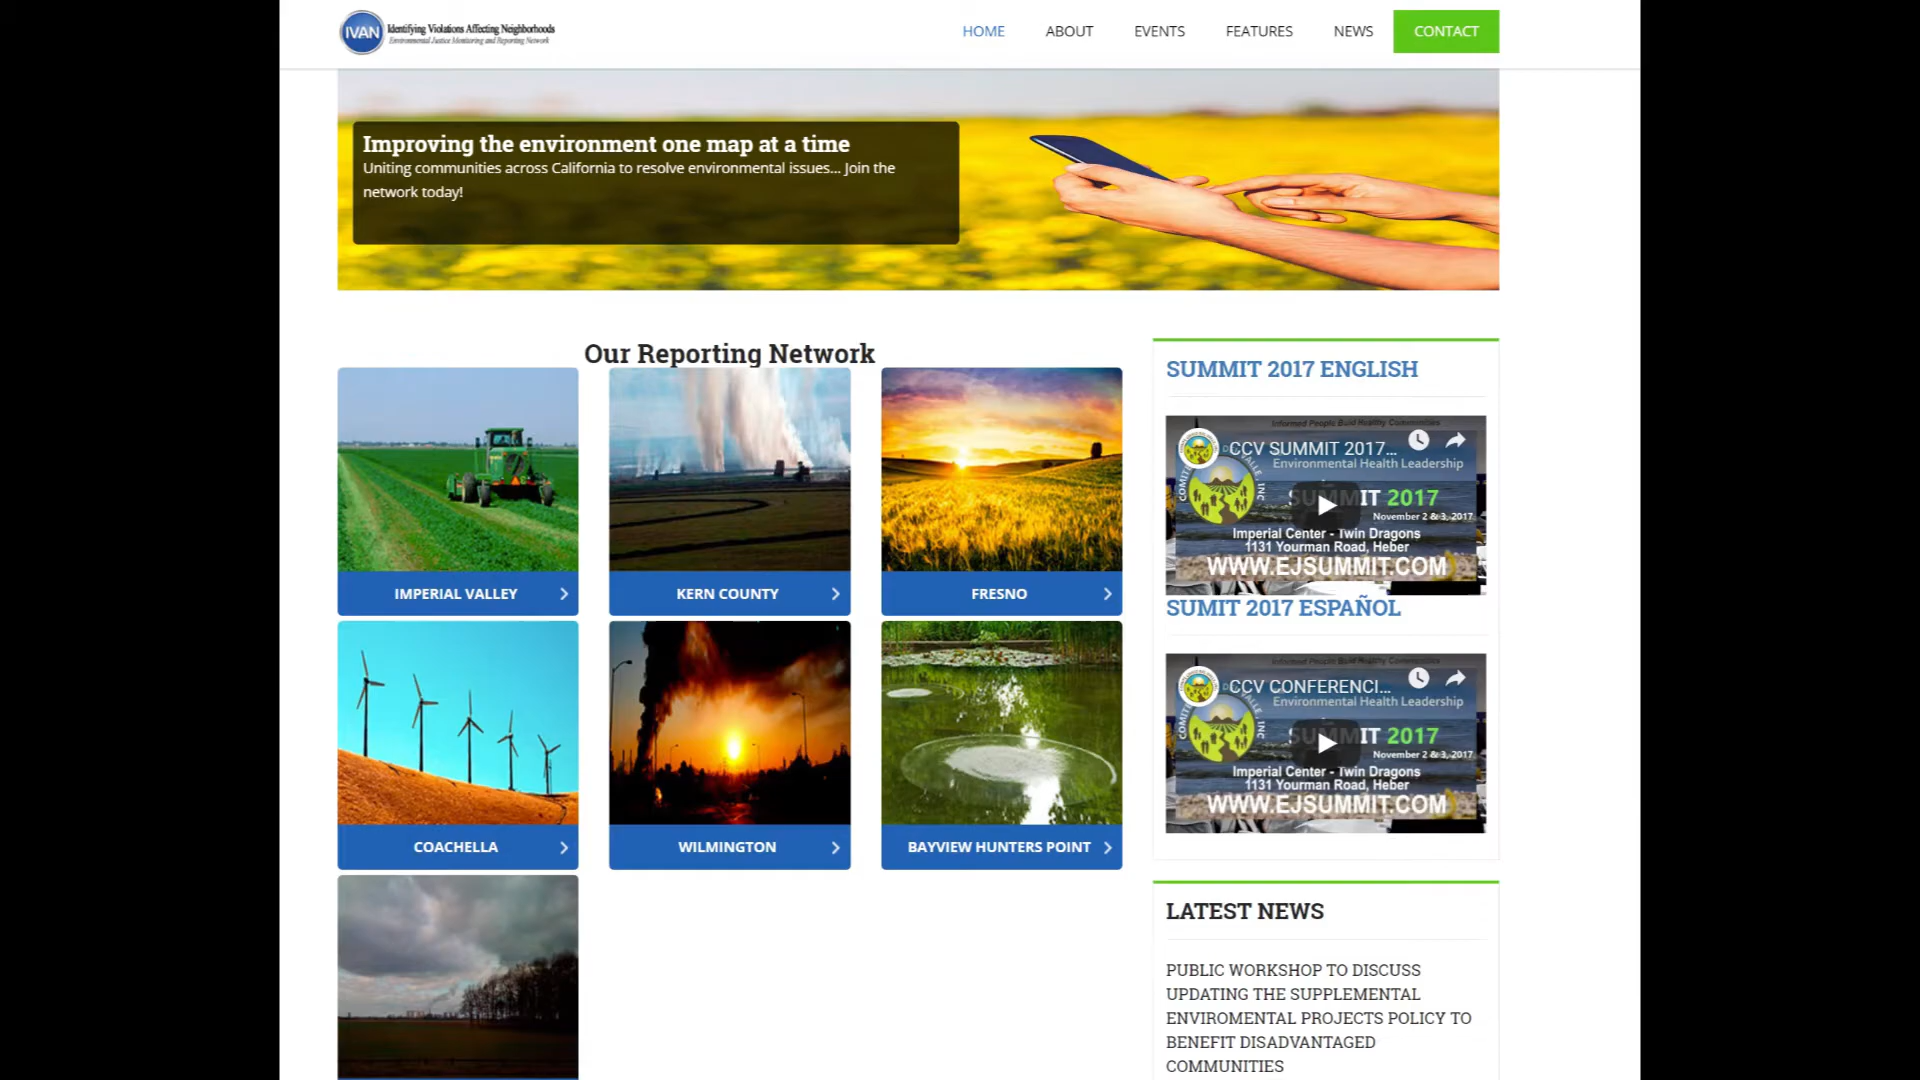 IVAN Identifying Violations Affecting Neighborhoods
Environmental Justice Monitoring and Reporting Network
HOME ABOUT EVENTS FEATURES NEWS CONTACT
Improving the environment one map at a time
Uniting communities across California to resolve environmental issues... Join the
network today!
Our Reporting Network
IMPERIAL VALLEY
KERN COUNTY
FRESNO
COACHELLA
WILMINGTON
BAYVIEW HUNTERS POINT
SUMMIT 2017 ENGLISH
Informed People Build Healthy Communities
CCV SUMMIT 2017...
Environmental Health Leadership
SUMMIT 2017
November 2 & 3, 2017
Imperial Center - Twin Dragons
1131 Yourman Road, Heber
WWW.EJSUMMIT.COM
SUMIT 2017 ESPAÑOL
Informed People Build Healthy Communities
CCV CONFERENCI...
Environmental Health Leadership
SUMMIT 2017
November 2 & 3, 2017
Imperial Center - Twin Dragons
1131 Yourman Road, Heber
WWW.EJSUMMIT.COM
LATEST NEWS
PUBLIC WORKSHOP TO DISCUSS
UPDATING THE SUPPLEMENTAL
ENVIROMENTAL PROJECTS POLICY TO
BENEFIT DISADVANTAGED
COMMUNITIES